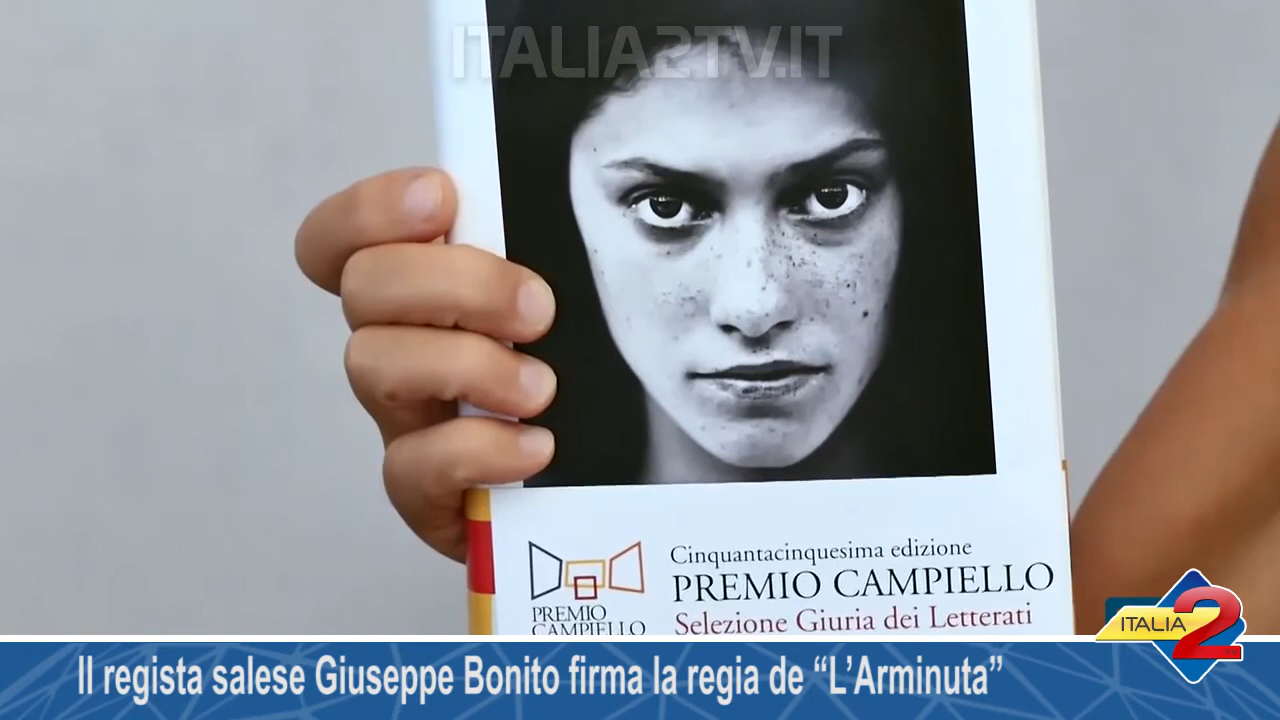 ITALIA2TV.IT
Cinquantacinquesima edizione
PREMIO CAMPIELLO
Selezione Giuria dei Letterati
PREMIO
CAMPIELLO
ITALIA 2
Il regista salese Giuseppe Bonito firma la regia de “L’Arminuta”